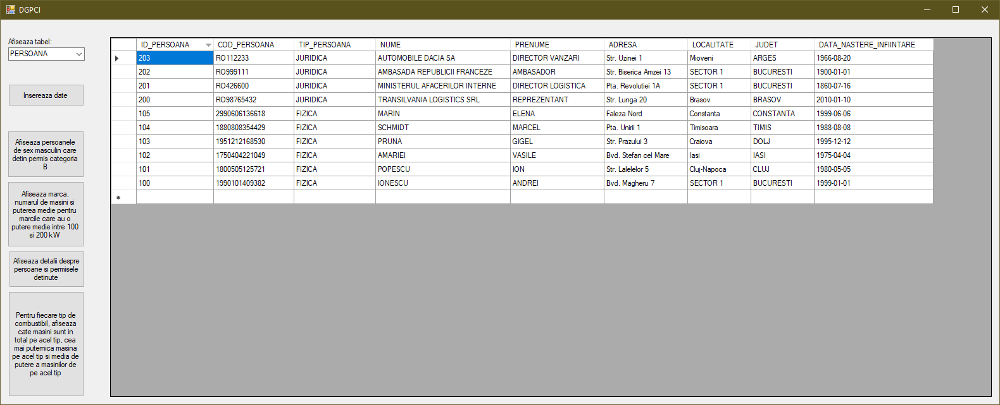 DGPCI
Afiseaza tabel:
PERSOANA
Insereaza date
Afiseaza persoanele
de sex masculin care
detin permis categoria
B
Afiseaza marca,
numarul de masini si
puterea medie pentru
marcile care au o
putere medie intre 100
si 200 kW
Afiseaza detalii despre
persoane si permisele
detinute
Pentru fiecare tip de
combustibil, afiseaza
cate masini sunt in
total pe acel tip, cea
mai puternica masina
pe acel tip si media de
putere a masinilor de
pe acel tip
ID_PERSOANA COD_PERSOANA TIP_PERSOANA NUME PRENUME ADRESA LOCALITATE JUDET DATA_NASTERE_INFIINTARE
203 RO112233 JURIDICA AUTOMOBILE DACIA SA DIRECTOR VANZARI Str. Uzinei 1 Mioveni ARGES 1966-08-20
202 RO999111 JURIDICA AMBASADA REPUBLICII FRANCEZE AMBASADOR Str. Biserica Amzei 13 SECTOR 1 BUCURESTI 1900-01-01
201 RO426600 JURIDICA MINISTERUL AFACERILOR INTERNE DIRECTOR LOGISTICA Pta. Revolutiei 1A SECTOR 1 BUCURESTI 1860-07-16
200 RO98765432 JURIDICA TRANSILVANIA LOGISTICS SRL REPREZENTANT Str. Lunga 20 Brasov BRASOV 2010-01-10
105 2990606136618 FIZICA MARIN ELENA Faleza Nord Constanta CONSTANTA 1999-06-06
104 1880808354429 FIZICA SCHMIDT MARCEL Pta. Unirii 1 Timisoara TIMIS 1988-08-08
103 1951212168530 FIZICA PRUNA GIGEL Str. Prazului 3 Craiova DOLJ 1995-12-12
102 1750404221049 FIZICA AMARIEI VASILE Bvd. Stefan cel Mare Iasi IASI 1975-04-04
101 1800505125721 FIZICA POPESCU ION Str. Lalelelor 5 Cluj-Napoca CLUJ 1980-05-05
100 1990101409382 FIZICA IONESCU ANDREI Bvd. Magheru 7 SECTOR 1 BUCURESTI 1999-01-01